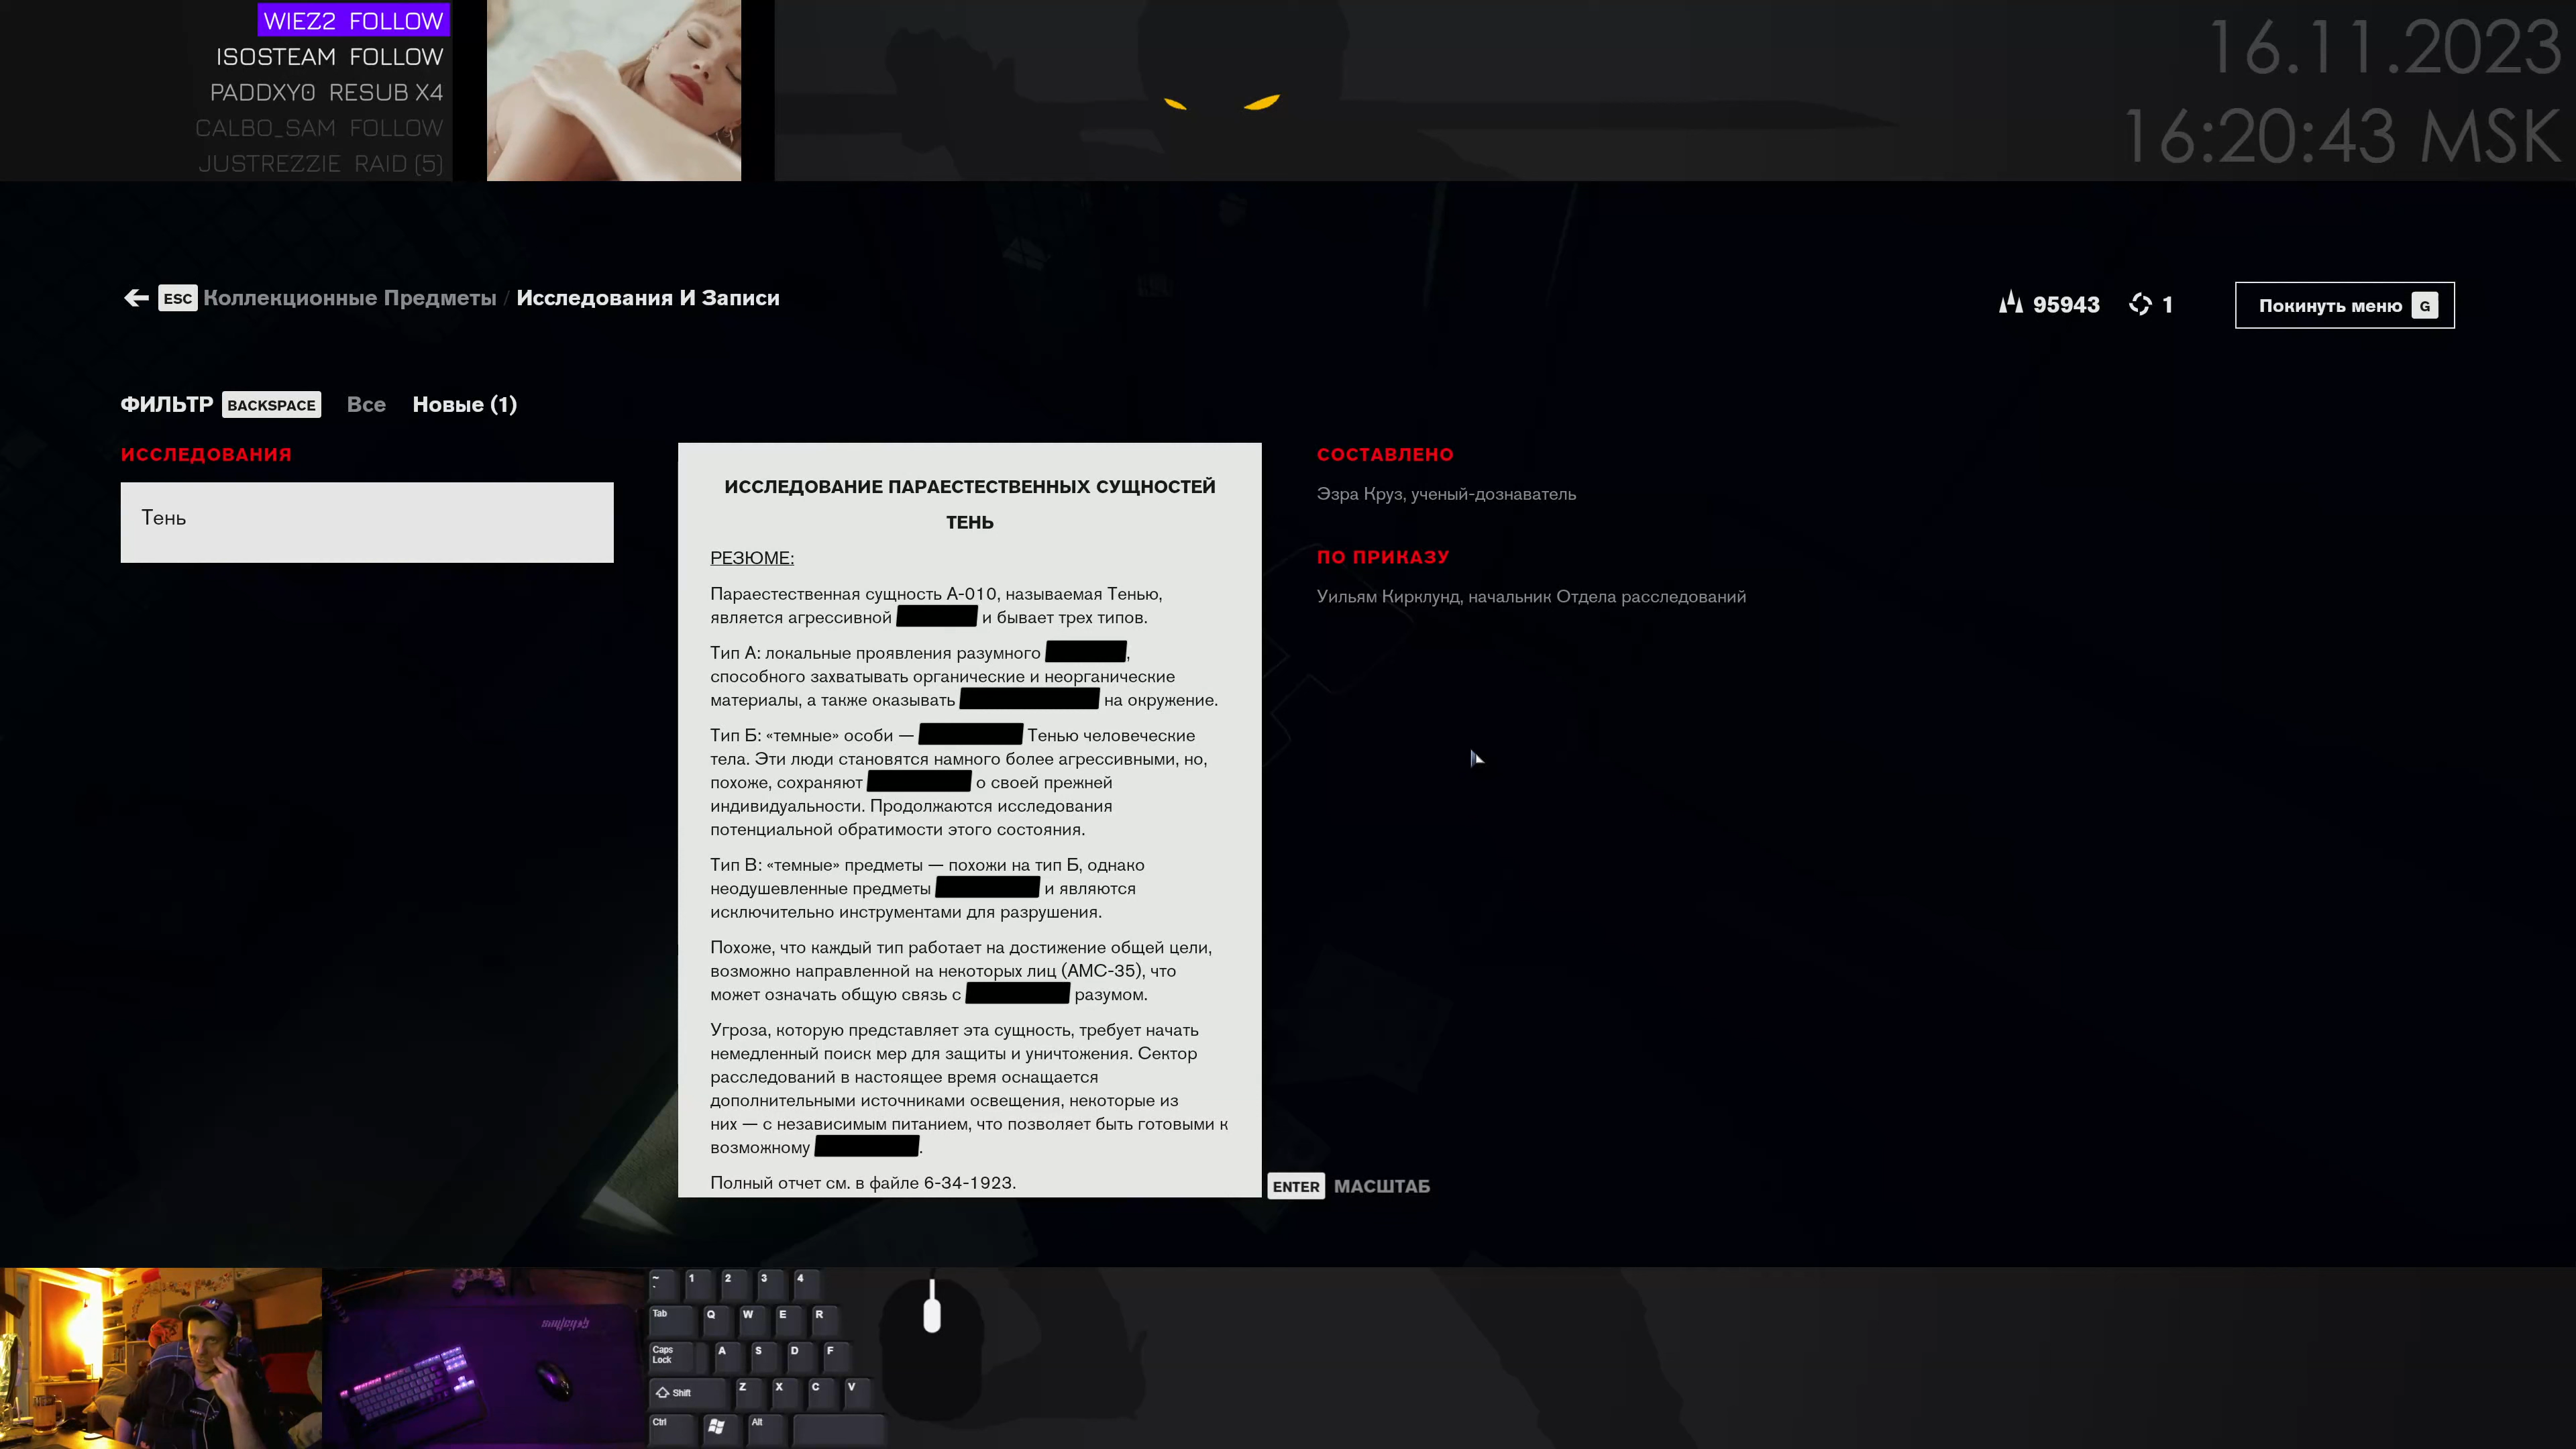 WIEZ2 FOLLOW
ISOSTEAM FOLLOW
PADDXY0 RESUB X4
CALBO_SAM FOLLOW
JUSTREZZIE RAID (5)
16.11.2023
16:20:43 MSK
ESC Коллекционные Предметы / Исследования И Записи
95943 1
Покинуть меню G
ФИЛЬТР BACKSPACE Все Новые (1)
ИССЛЕДОВАНИЯ
Тень
ИССЛЕДОВАНИЕ ПАРАЕСТЕСТВЕННЫХ СУЩНОСТЕЙ
ТЕНЬ
РЕЗЮМЕ:
Параестественная сущность А-010, называемая Тенью,
является агрессивной и бывает трех типов.
Тип А: локальные проявления разумного ,
способного захватывать органические и неорганические
материалы, а также оказывать на окружение.
Тип Б: «темные» особи — Тенью человеческие
тела. Эти люди становятся намного более агрессивными, но,
похоже, сохраняют о своей прежней
индивидуальности. Продолжаются исследования
потенциальной обратимости этого состояния.
Тип В: «темные» предметы — похожи на тип Б, однако
неодушевленные предметы и являются
исключительно инструментами для разрушения.
Похоже, что каждый тип работает на достижение общей цели,
возможно направленной на некоторых лиц (АМС-35), что
может означать общую связь с разумом.
Угроза, которую представляет эта сущность, требует начать
немедленный поиск мер для защиты и уничтожения. Сектор
расследований в настоящее время оснащается
дополнительными источниками освещения, некоторые из
них — с независимым питанием, что позволяет быть готовыми к
возможному .
Полный отчет см. в файле 6-34-1923.
СОСТАВЛЕНО
Эзра Круз, ученый-дознаватель
ПО ПРИКАЗУ
Уильям Кирклунд, начальник Отдела расследований
ENTER МАСШТАБ
~ 1 2 3 4
Tab Q W E R
Caps Lock A S D F
Shift Z X C V
Ctrl Alt